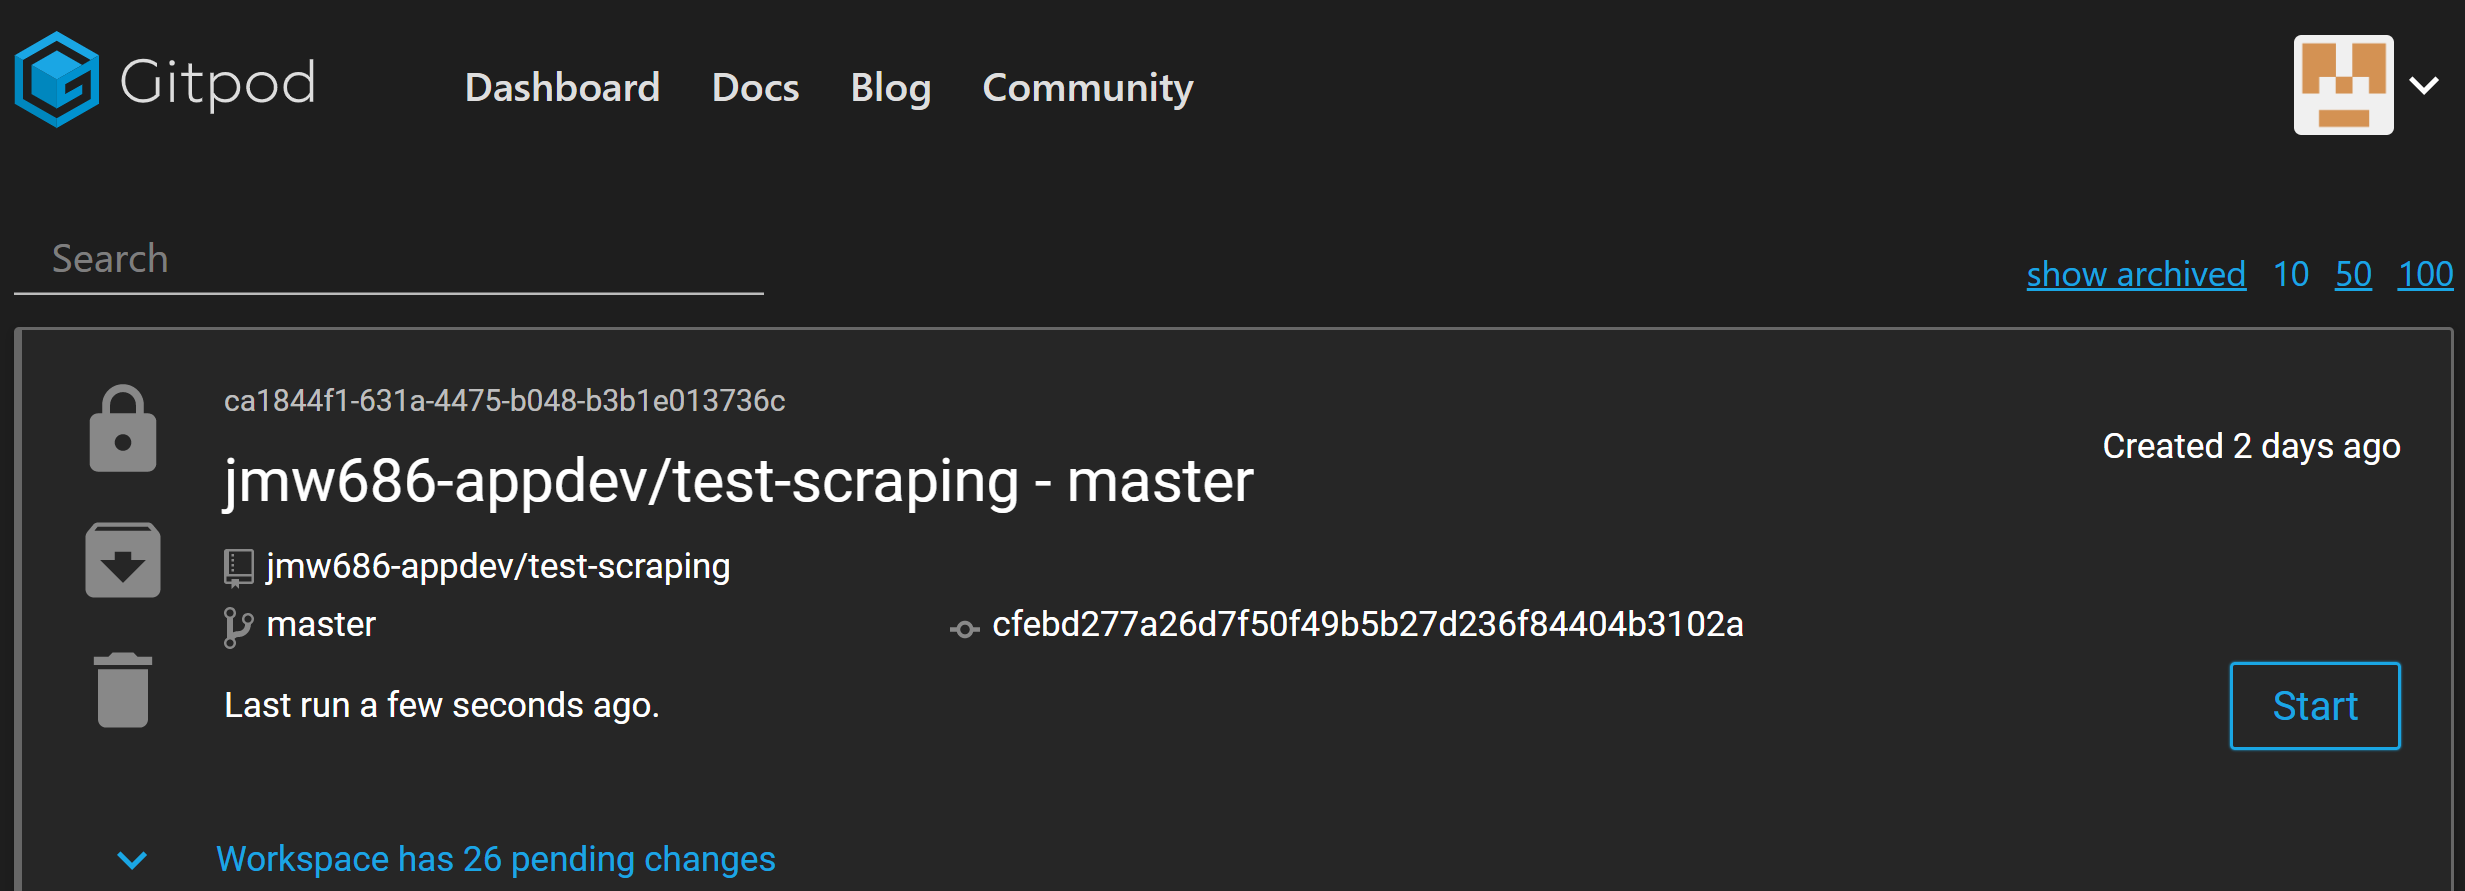 Gitpod Dashboard Docs Blog Community
Search
show archived 10 50 100
ca1844f1-631a-4475-b048-b3b1e013736c
Created 2 days ago
jmw686-appdev/test-scraping - master
jmw686-appdev/test-scraping
master cfebd277a26d7f50f49b5b27d236f84404b3102a
Last run a few seconds ago.
Start
Workspace has 26 pending changes